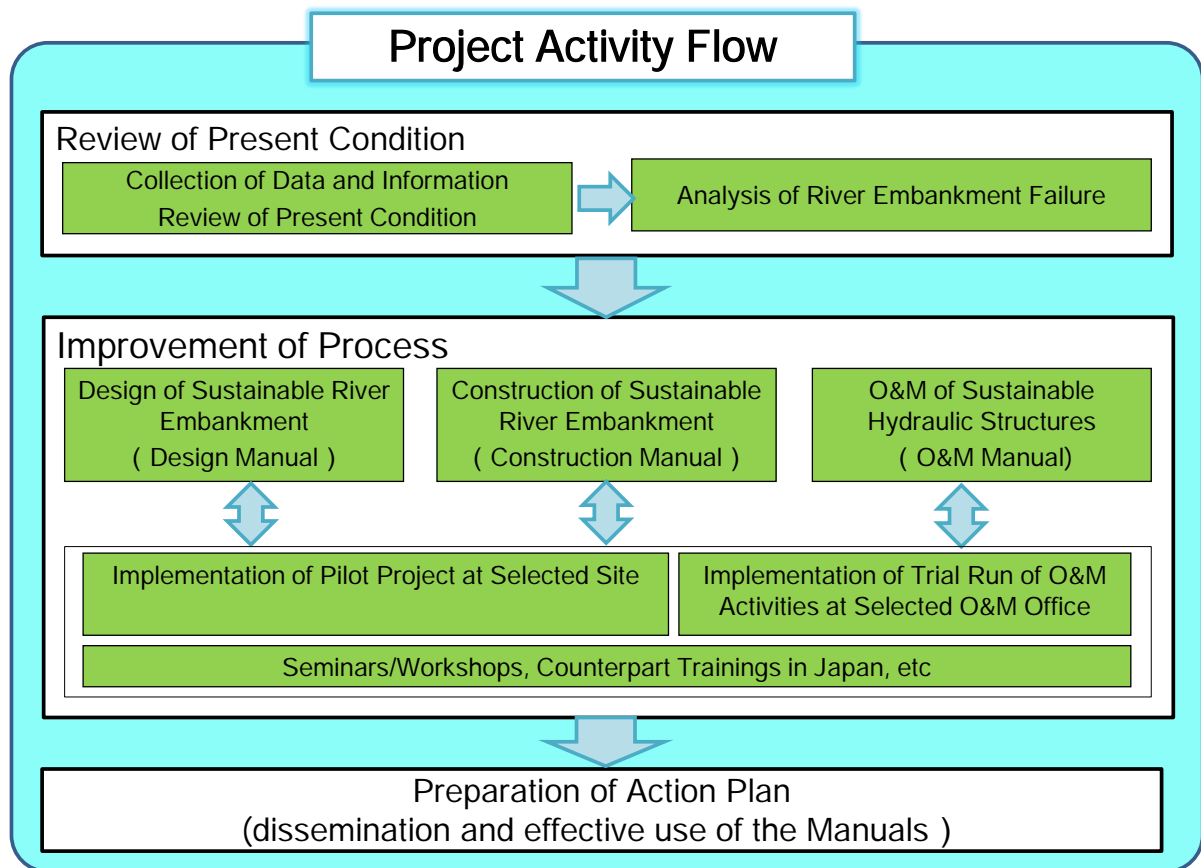 Project Activity Flow
Review of Present Condition
Collection of Data and Information
Review of Present Condition
Analysis of River Embankment Failure
Improvement of Process
Design of Sustainable River
Embankment
( Design Manual )
Construction of Sustainable
River Embankment
( Construction Manual )
O&M of Sustainable
Hydraulic Structures
( O&M Manual)
Implementation of Pilot Project at Selected Site
Implementation of Trial Run of O&M
Activities at Selected O&M Office
Seminars/Workshops, Counterpart Trainings in Japan, etc
Preparation of Action Plan
(dissemination and effective use of the Manuals )